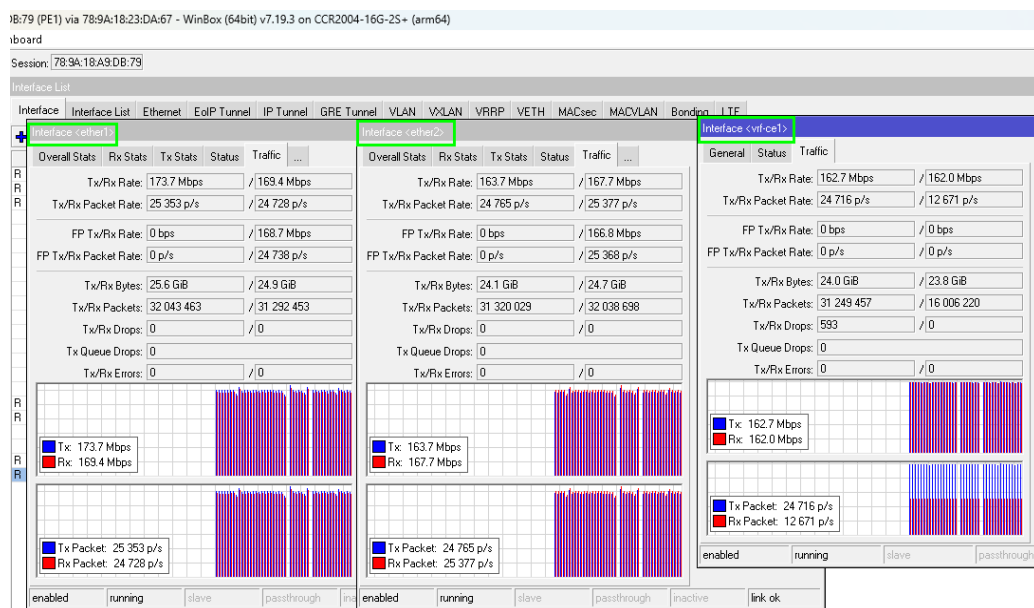 DB:79 (PE1) via 78:9A:18:23:DA:67 - WinBox (64bit) v7.19.3 on CCR2004-16G-2S+ (arm64)
hboard
Session: 78:9A:18:A9:DB:79
Interface List
Interface Interface List Ethernet EoIP Tunnel IP Tunnel GRE Tunnel VLAN VXLAN VRRP VETH MACsec MACVLAN Bonding LTE
Interface <ether1>
Overall Stats Rx Stats Tx Stats Status Traffic ...
Tx/Rx Rate: 173.7 Mbps / 169.4 Mbps
Tx/Rx Packet Rate: 25 353 p/s / 24 728 p/s
FP Tx/Rx Rate: 0 bps / 168.7 Mbps
FP Tx/Rx Packet Rate: 0 p/s / 24 738 p/s
Tx/Rx Bytes: 25.6 GiB / 24.9 GiB
Tx/Rx Packets: 32 043 463 / 31 292 453
Tx/Rx Drops: 0 / 0
Tx Queue Drops: 0
Tx/Rx Errors: 0 / 0
Tx: 173.7 Mbps
Rx: 169.4 Mbps
Tx Packet: 25 353 p/s
Rx Packet: 24 728 p/s
enabled running slave passthrough ina
Interface <ether2>
Overall Stats Rx Stats Tx Stats Status Traffic ...
Tx/Rx Rate: 163.7 Mbps / 167.7 Mbps
Tx/Rx Packet Rate: 24 765 p/s / 25 377 p/s
FP Tx/Rx Rate: 0 bps / 166.8 Mbps
FP Tx/Rx Packet Rate: 0 p/s / 25 368 p/s
Tx/Rx Bytes: 24.1 GiB / 24.7 GiB
Tx/Rx Packets: 31 320 029 / 32 038 698
Tx/Rx Drops: 0 / 0
Tx Queue Drops: 0
Tx/Rx Errors: 0 / 0
Tx: 163.7 Mbps
Rx: 167.7 Mbps
Tx Packet: 24 765 p/s
Rx Packet: 25 377 p/s
enabled running slave passthrough inactive link ok
Interface <vrf-ce1>
General Status Traffic
Tx/Rx Rate: 162.7 Mbps / 162.0 Mbps
Tx/Rx Packet Rate: 24 716 p/s / 12 671 p/s
FP Tx/Rx Rate: 0 bps / 0 bps
FP Tx/Rx Packet Rate: 0 p/s / 0 p/s
Tx/Rx Bytes: 24.0 GiB / 23.8 GiB
Tx/Rx Packets: 31 249 457 / 16 006 220
Tx/Rx Drops: 593 / 0
Tx Queue Drops: 0
Tx/Rx Errors: 0 / 0
Tx: 162.7 Mbps
Rx: 162.0 Mbps
Tx Packet: 24 716 p/s
Rx Packet: 12 671 p/s
enabled running slave passthrough
R
R
R
R
R
R
R